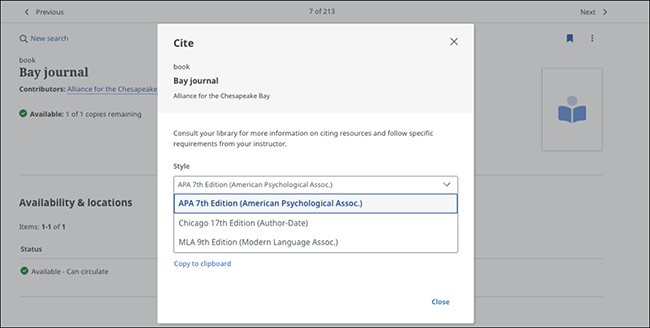 Previous
7 of 213
Next
New search
book
Bay journal
Contributors: Alliance for the Chesapeake
Available: 1 of 1 copies remaining
Availability & locations
Items: 1-1 of 1
Status
Available - Can circulate
Cite
book
Bay journal
Alliance for the Chesapeake Bay
Consult your library for more information on citing resources and follow specific
requirements from your instructor.
Style
APA 7th Edition (American Psychological Assoc.)
APA 7th Edition (American Psychological Assoc.)
Chicago 17th Edition (Author-Date)
MLA 9th Edition (Modern Language Assoc.)
Copy to clipboard
Close